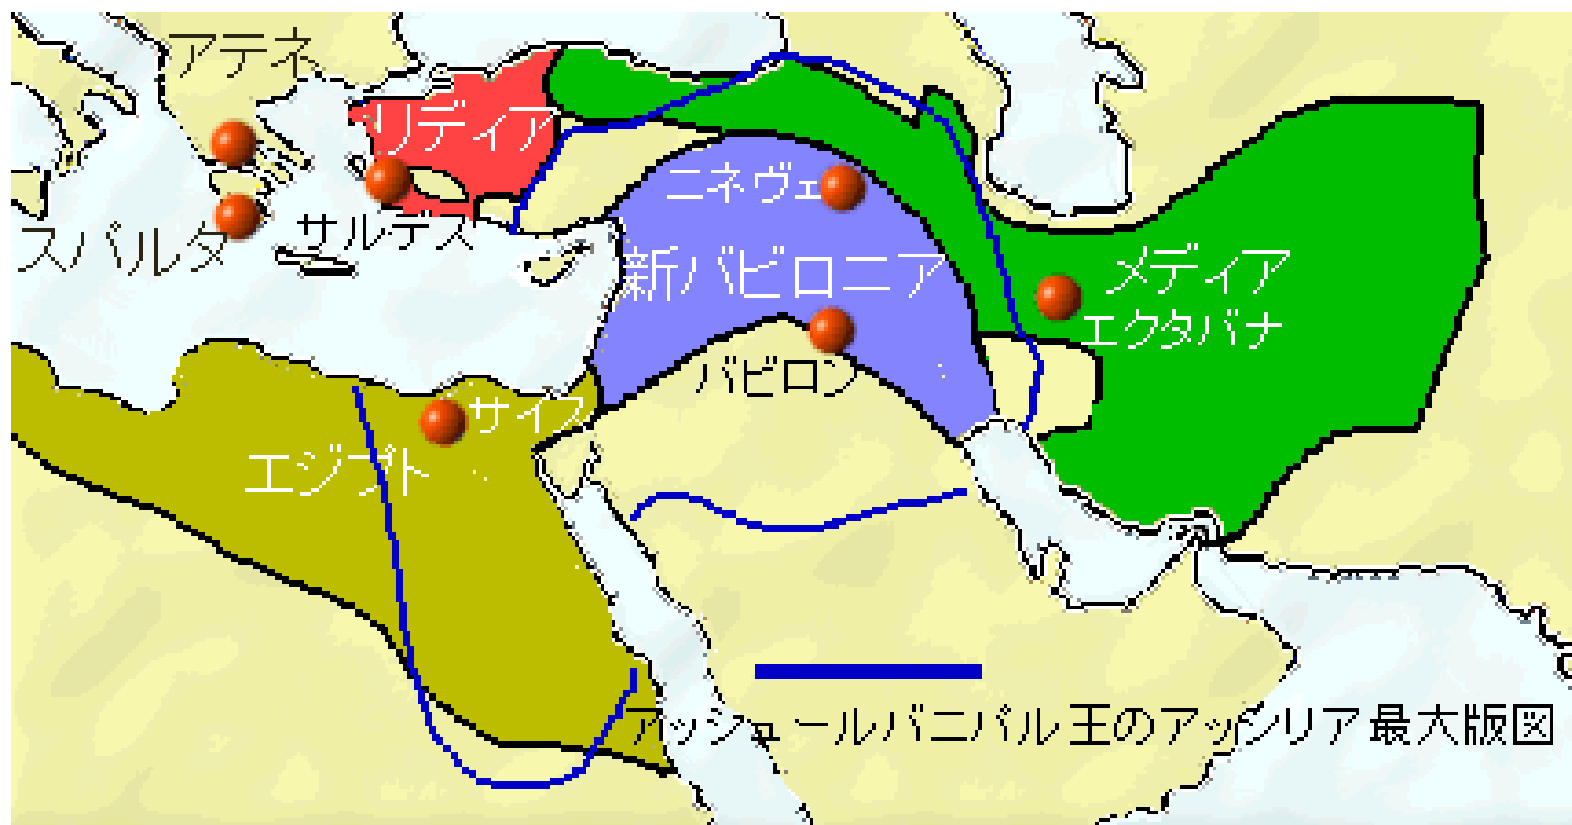 アテネ
リディア
ニネヴェ
サルデス
スパルタ
新バビロニア
メディア
エクタバナ
バビロン
サイス
エジプト
アッシュールバニパル王のアッシリア最大版図